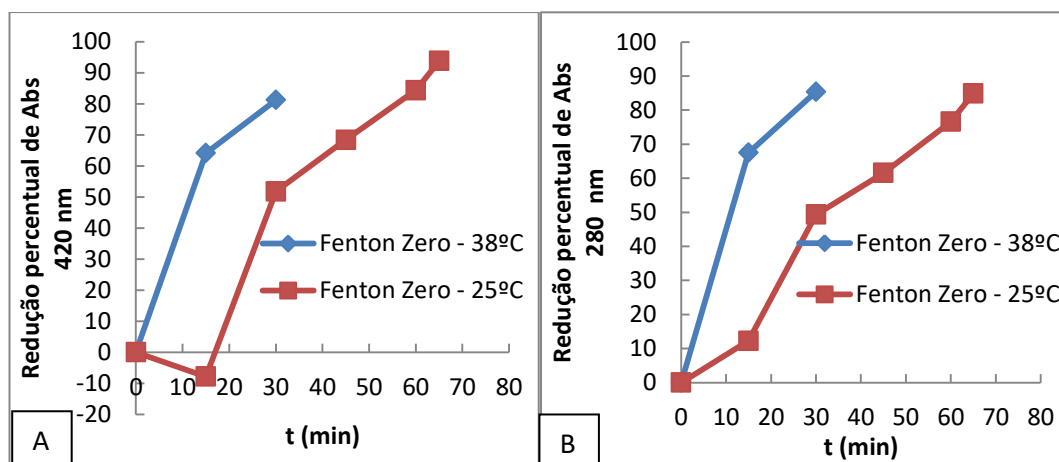 Redução percentual de Abs
420 nm
100
90
80
70
60
50
40
30
20
10
0
-10
-20
0 10 20 30 40 50 60 70 80
t (min)
Fenton Zero - 38ºC
Fenton Zero - 25ºC
A
Redução percentual de Abs
280 nm
100
90
80
70
60
50
40
30
20
10
0
0 10 20 30 40 50 60 70 80
t (min)
Fenton Zero - 38ºC
Fenton Zero - 25ºC
B